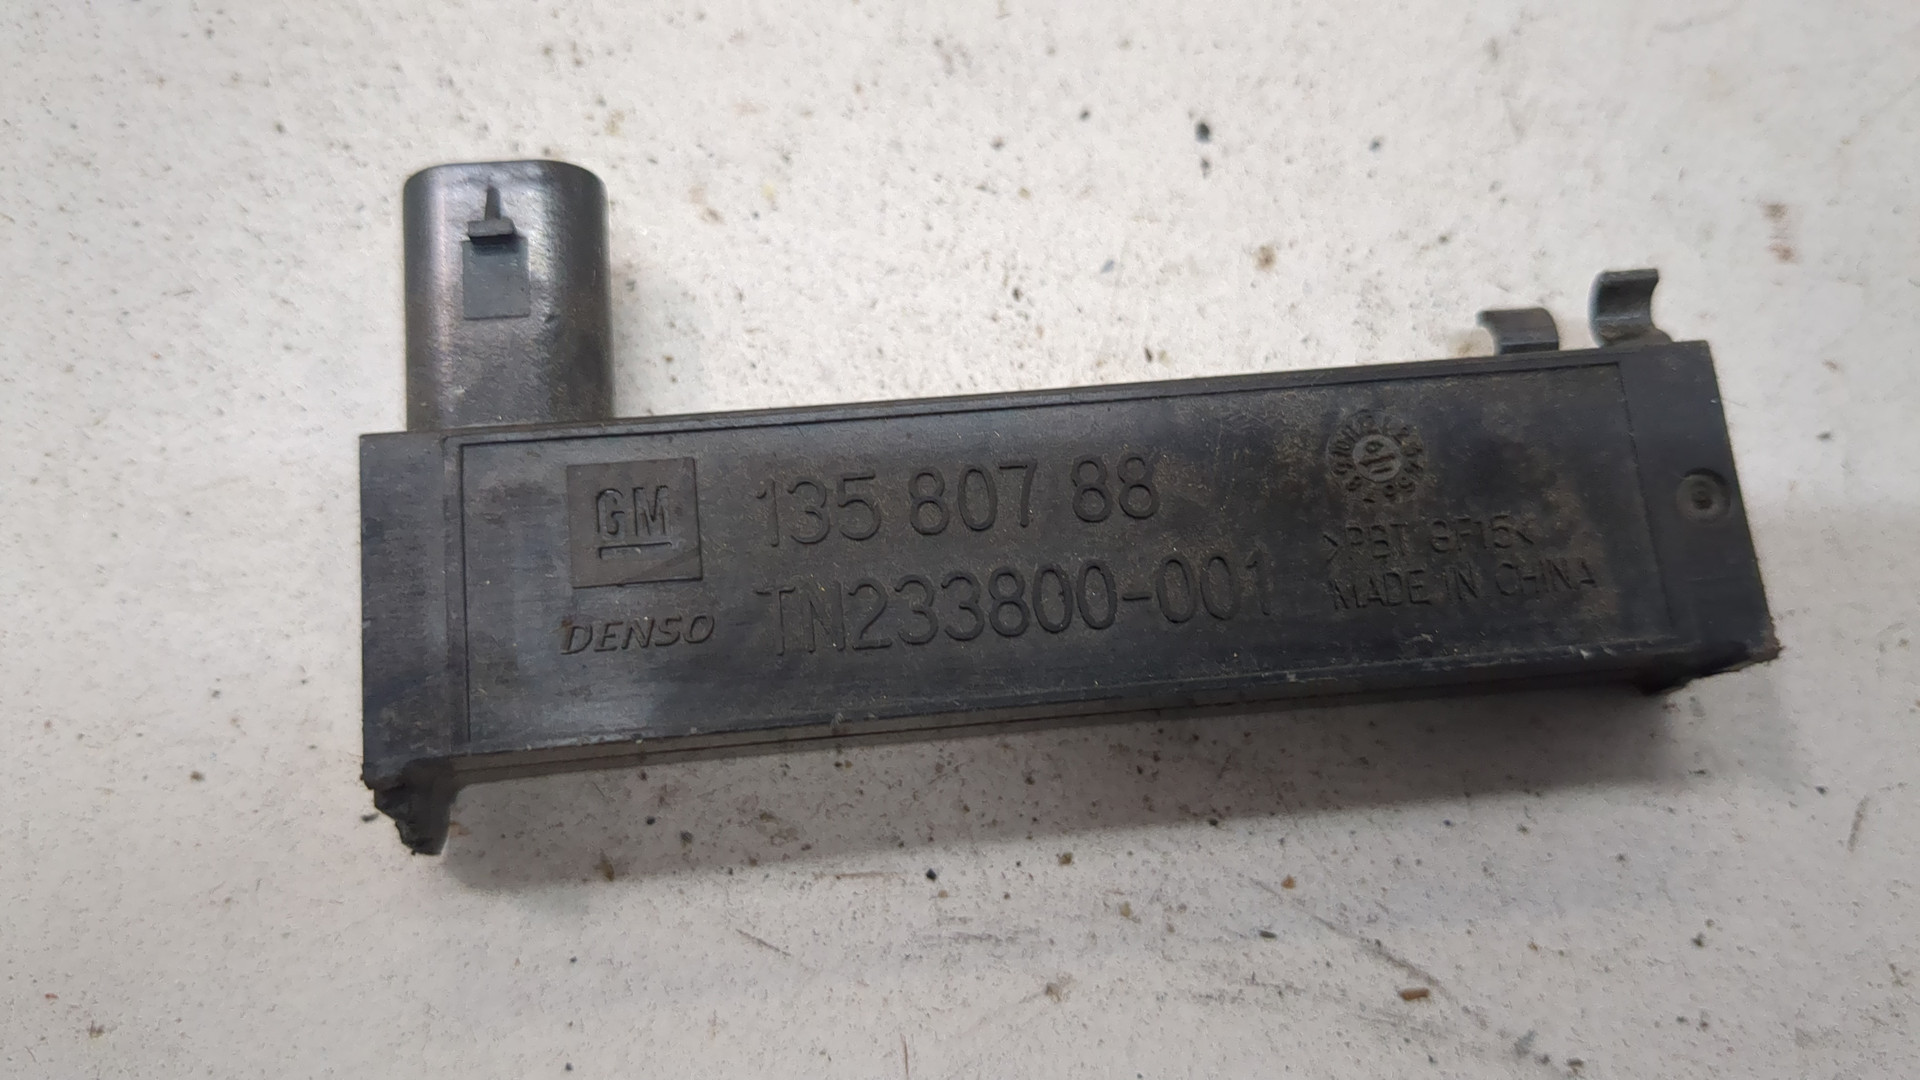 GM
135 807 88
DENSO
TN233800-001
>PBT GF15<
MADE IN CHINA